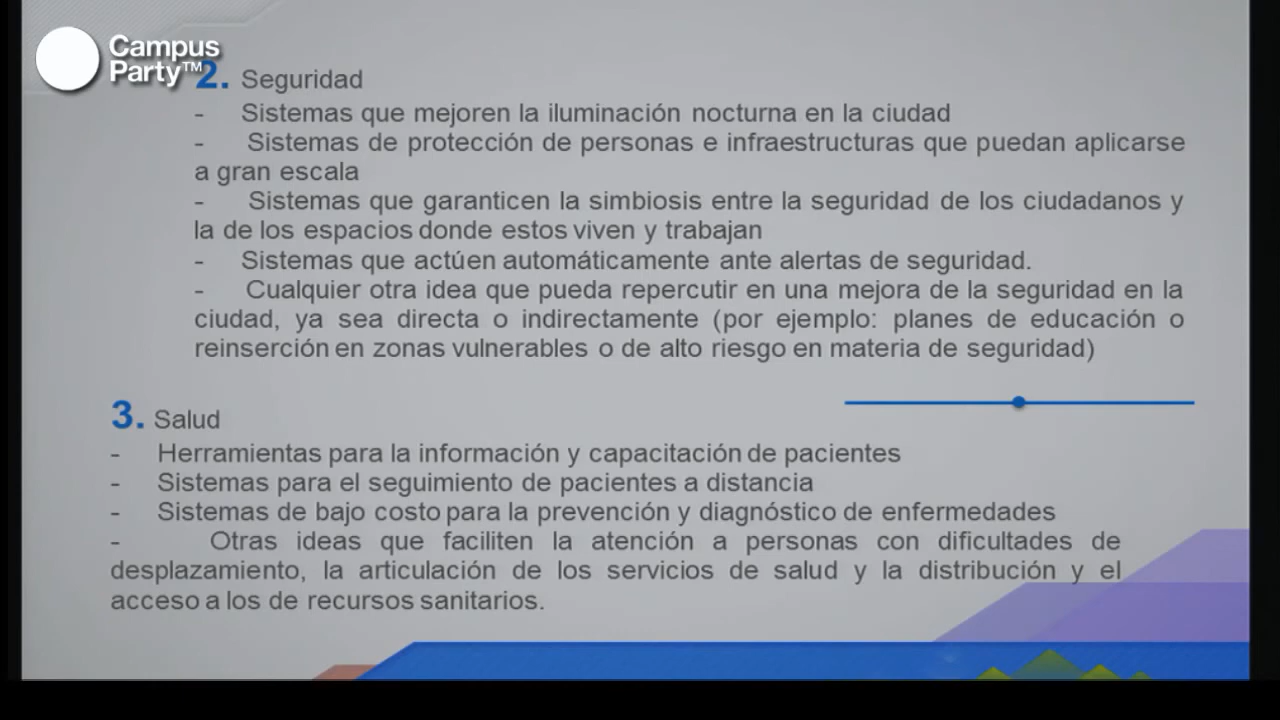 Campus
Party™
2. Seguridad
- Sistemas que mejoren la iluminación nocturna en la ciudad
- Sistemas de protección de personas e infraestructuras que puedan aplicarse
a gran escala
- Sistemas que garanticen la simbiosis entre la seguridad de los ciudadanos y
la de los espacios donde estos viven y trabajan
- Sistemas que actúen automáticamente ante alertas de seguridad.
- Cualquier otra idea que pueda repercutir en una mejora de la seguridad en la
ciudad, ya sea directa o indirectamente (por ejemplo: planes de educación o
reinserción en zonas vulnerables o de alto riesgo en materia de seguridad)
3. Salud
- Herramientas para la información y capacitación de pacientes
- Sistemas para el seguimiento de pacientes a distancia
- Sistemas de bajo costo para la prevención y diagnóstico de enfermedades
- Otras ideas que faciliten la atención a personas con dificultades de
desplazamiento, la articulación de los servicios de salud y la distribución y el
acceso a los de recursos sanitarios.